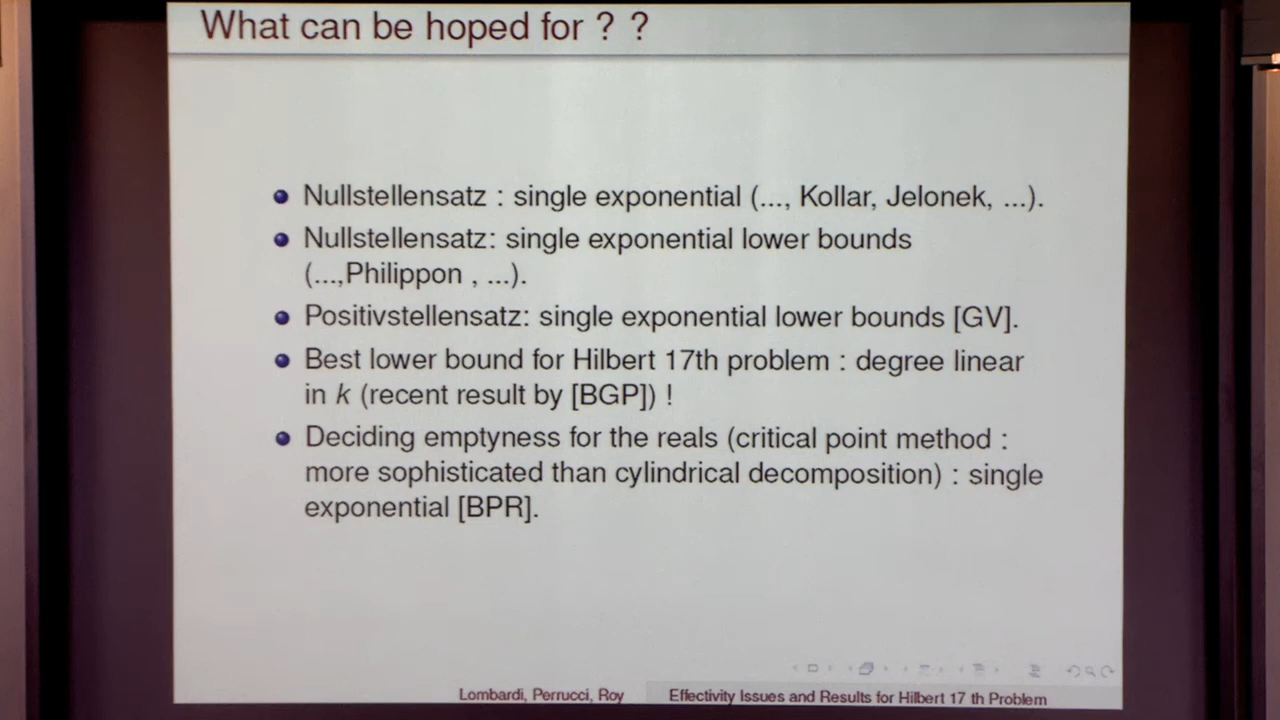 What can be hoped for ? ?
Nullstellensatz : single exponential (..., Kollar, Jelonek, ...).
Nullstellensatz: single exponential lower bounds
(...,Philippon , ...).
Positivstellensatz: single exponential lower bounds [GV].
Best lower bound for Hilbert 17th problem : degree linear
in k (recent result by [BGP]) !
Deciding emptyness for the reals (critical point method :
more sophisticated than cylindrical decomposition) : single
exponential [BPR].
Lombardi, Perrucci, Roy
Effectivity Issues and Results for Hilbert 17 th Problem